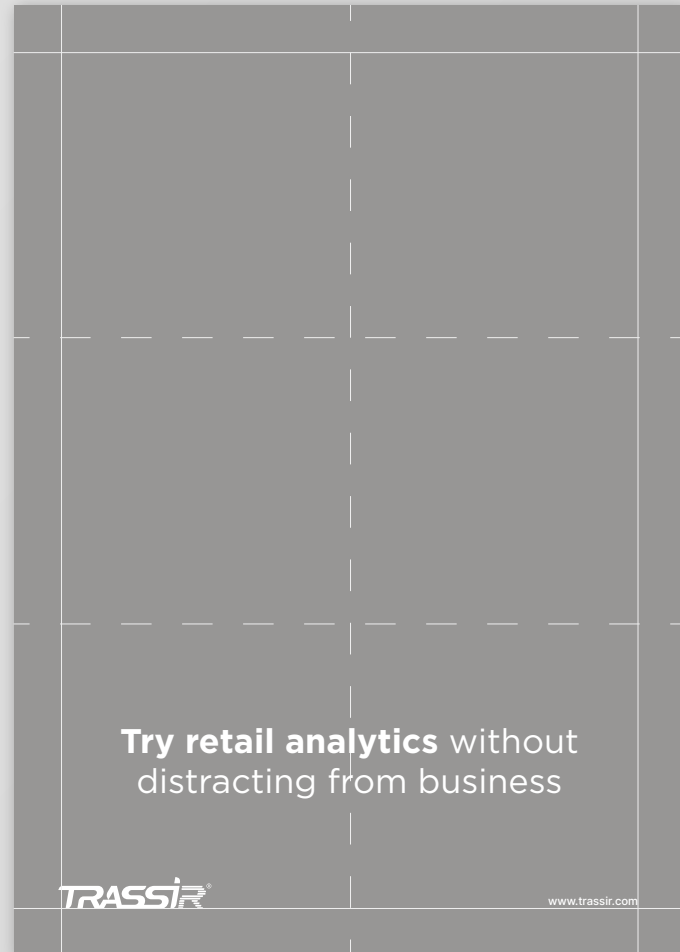 Try retail analytics without
distracting from business
TRASSIR®
www.trassir.com